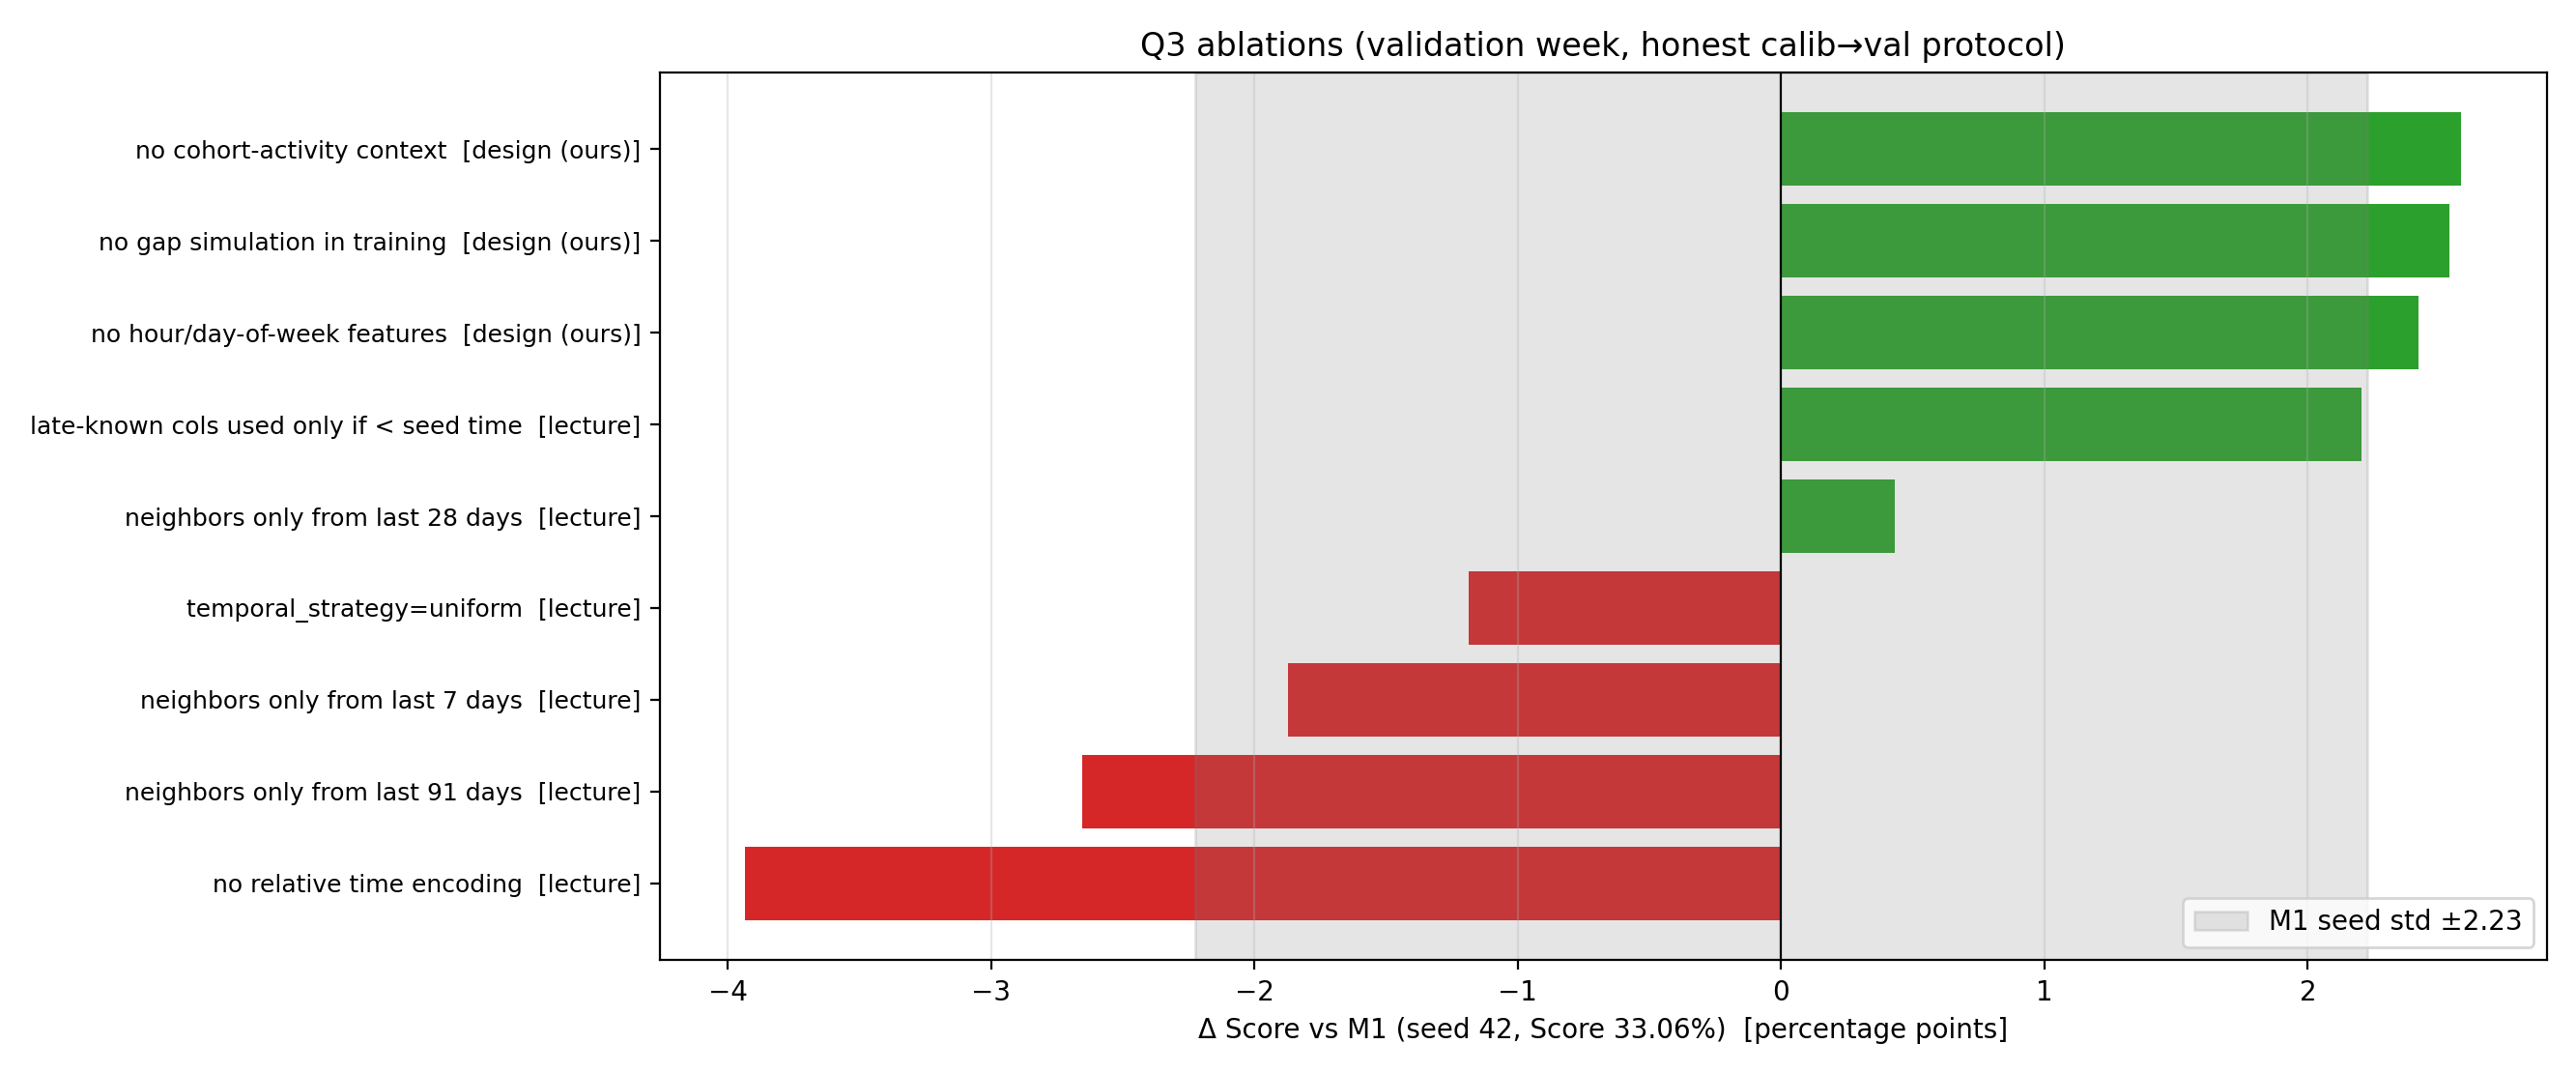 Q3 ablations (validation week, honest calib→val protocol)
no cohort-activity context [design (ours)]
no gap simulation in training [design (ours)]
no hour/day-of-week features [design (ours)]
late-known cols used only if < seed time [lecture]
neighbors only from last 28 days [lecture]
temporal_strategy=uniform [lecture]
neighbors only from last 7 days [lecture]
neighbors only from last 91 days [lecture]
no relative time encoding [lecture]
M1 seed std ±2.23
−4 −3 −2 −1 0 1 2
Δ Score vs M1 (seed 42, Score 33.06%) [percentage points]